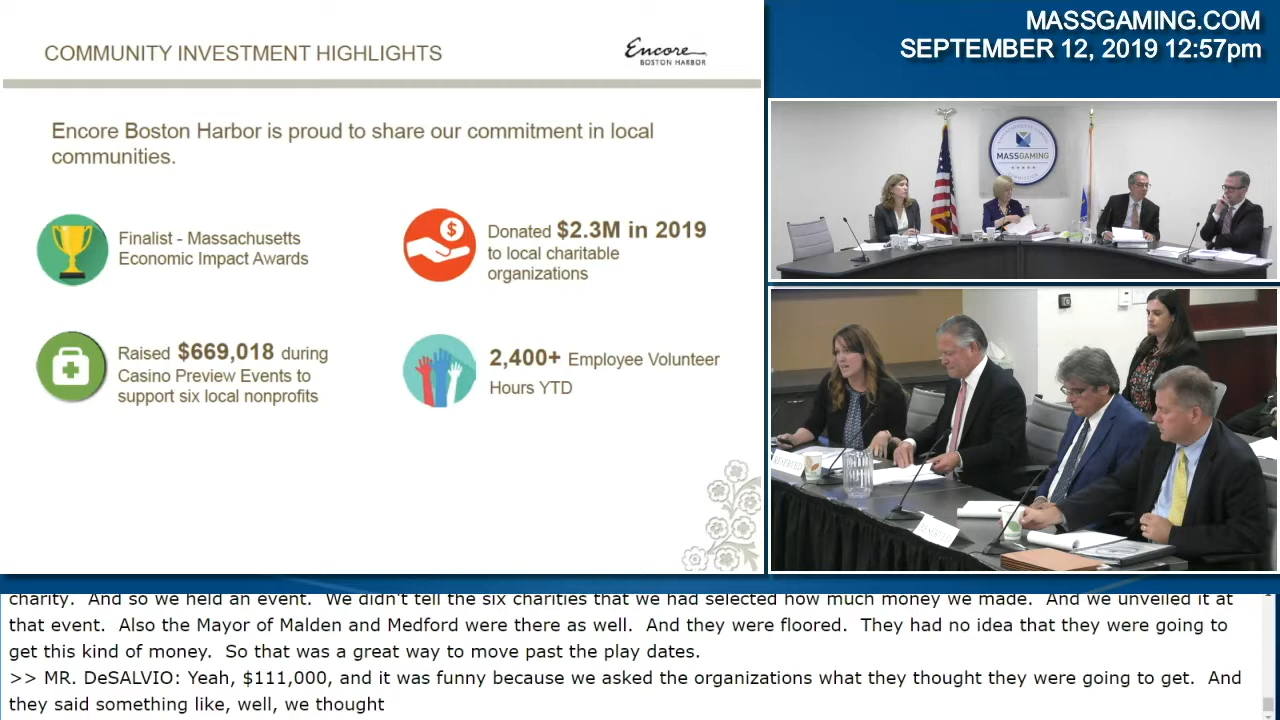 COMMUNITY INVESTMENT HIGHLIGHTS
Encore
BOSTON HARBOR
Encore Boston Harbor is proud to share our commitment in local
communities.
Finalist - Massachusetts
Economic Impact Awards
Donated $2.3M in 2019
to local charitable
organizations
Raised $669,018 during
Casino Preview Events to
support six local nonprofits
2,400+ Employee Volunteer
Hours YTD
MASSGAMING.COM
SEPTEMBER 12, 2019 12:57pm
MASSGAMING
RESERVED
charity. And so we held an event. We didn't tell the six charities that we had selected how much money we made. And we unveiled it at
that event. Also the Mayor of Malden and Medford were there as well. And they were floored. They had no idea that they were going to
get this kind of money. So that was a great way to move past the play dates.
>> MR. DeSALVIO: Yeah, $111,000, and it was funny because we asked the organizations what they thought they were going to get. And
they said something like, well, we thought